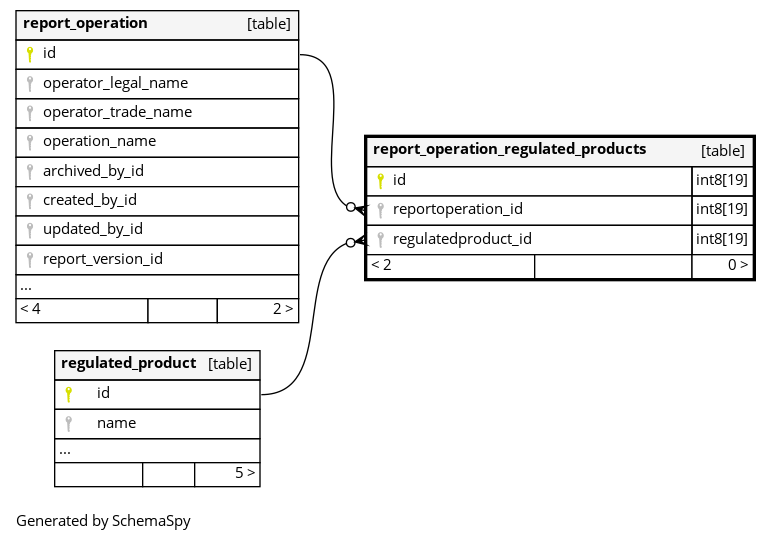 report_operation [table]
id
operator_legal_name
operator_trade_name
operation_name
archived_by_id
created_by_id
updated_by_id
report_version_id
...
< 4 2 >
report_operation_regulated_products [table]
id int8[19]
reportoperation_id int8[19]
regulatedproduct_id int8[19]
< 2 0 >
regulated_product [table]
id
name
...
5 >
Generated by SchemaSpy